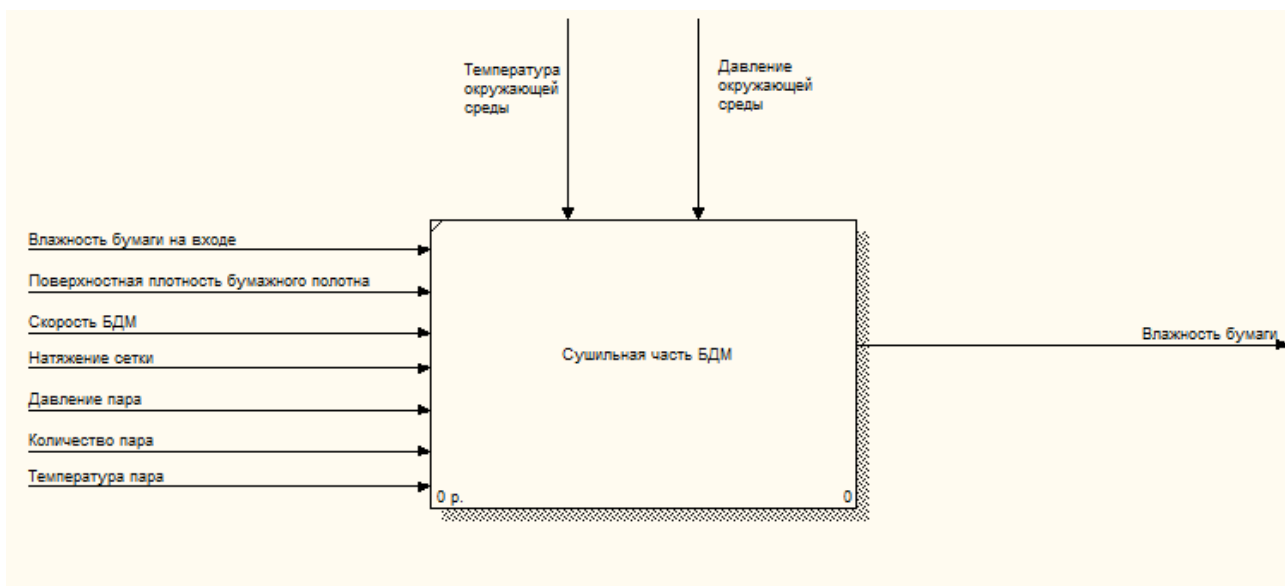 Температура
окружающей
среды
Давление
окружающей
среды
Влажность бумаги на входе
Поверхностная плотность бумажного полотна
Скорость БДМ
Натяжение сетки
Давление пара
Количество пара
Температура пара
Сушильная часть БДМ
Влажность бумаги
0 р.
0